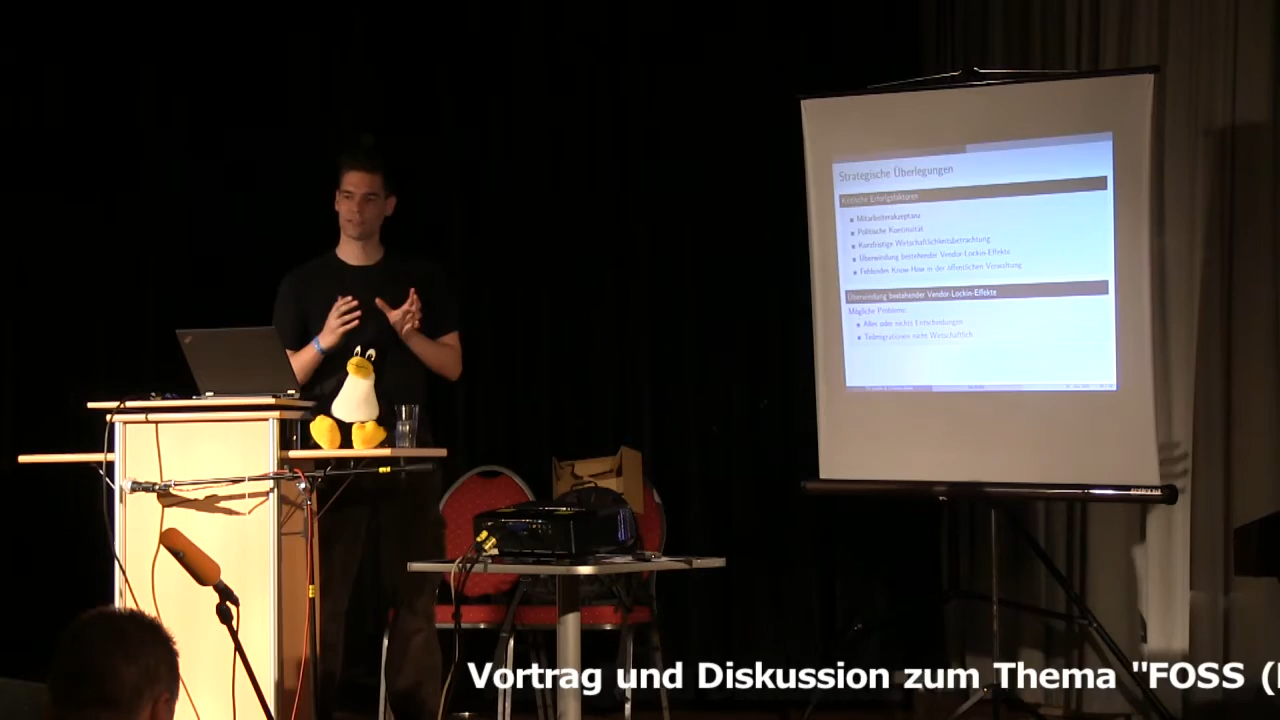 Strategische Überlegungen
Kritische Erfolgsfaktoren
Mitarbeiterakzeptanz
Politische Kontinuität
Kurzfristige Wirtschaftlichkeitsbetrachtung
Überwindung bestehender Vendor-Lockin-Effekte
Fehlendes Know-How in der öffentlichen Verwaltung
Überwindung bestehender Vendor-Lockin-Effekte
Mögliche Probleme:
Alles oder nichts Entscheidungen
Teilmigrationen nicht Wirtschaftlich
Vortrag und Diskussion zum Thema "FOSS (